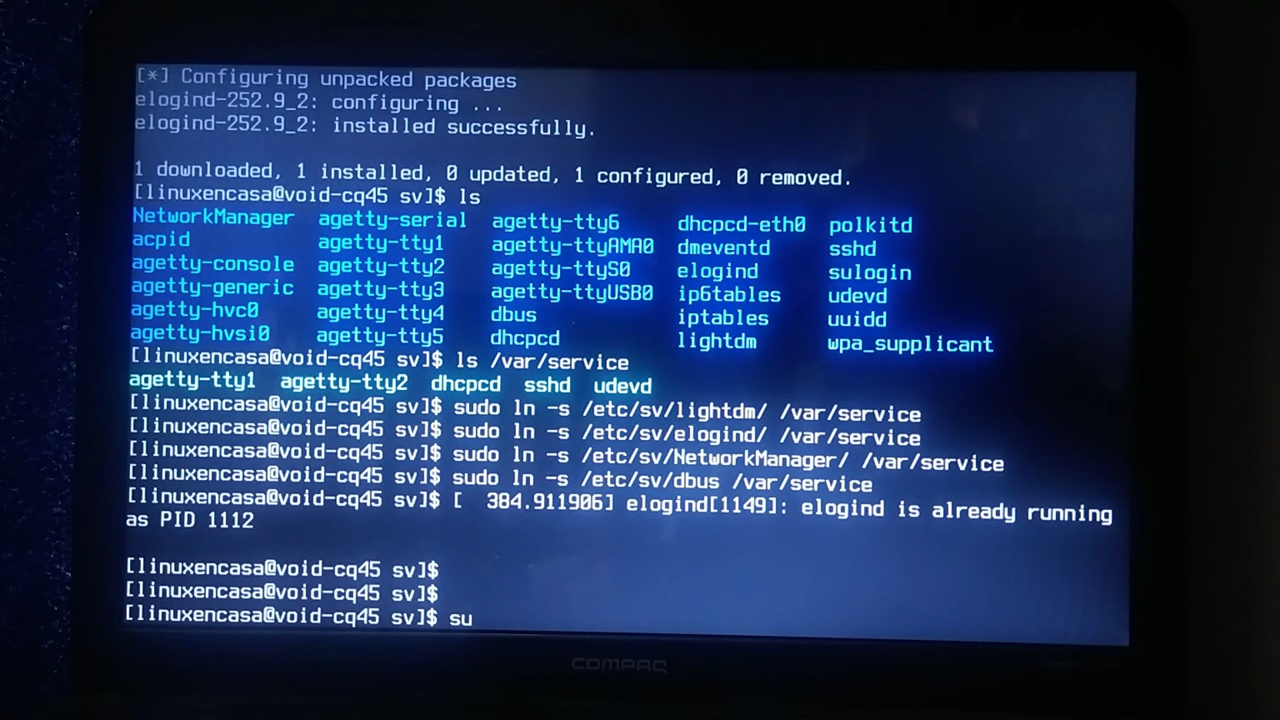 [*] Configuring unpacked packages
elogind-252.9_2: configuring ...
elogind-252.9_2: installed successfully.
1 downloaded, 1 installed, 0 updated, 1 configured, 0 removed.
[linuxencasa@void-cq45 sv]$ ls
NetworkManager agetty-serial agetty-tty6 dhcpcd-eth0 polkitd
acpid agetty-tty1 agetty-ttyAMA0 dmeventd sshd
agetty-console agetty-tty2 agetty-ttyS0 elogind sulogin
agetty-generic agetty-tty3 agetty-ttyUSB0 ip6tables udevd
agetty-hvc0 agetty-tty4 dbus iptables uuidd
agetty-hvsi0 agetty-tty5 dhcpcd lightdm wpa_supplicant
[linuxencasa@void-cq45 sv]$ ls /var/service
agetty-tty1 agetty-tty2 dhcpcd sshd udevd
[linuxencasa@void-cq45 sv]$ sudo ln -s /etc/sv/lightdm/ /var/service
[linuxencasa@void-cq45 sv]$ sudo ln -s /etc/sv/elogind/ /var/service
[linuxencasa@void-cq45 sv]$ sudo ln -s /etc/sv/NetworkManager/ /var/service
[linuxencasa@void-cq45 sv]$ sudo ln -s /etc/sv/dbus /var/service
[linuxencasa@void-cq45 sv]$ [  384.911906] elogind[1149]: elogind is already running
as PID 1112
[linuxencasa@void-cq45 sv]$
[linuxencasa@void-cq45 sv]$
[linuxencasa@void-cq45 sv]$ su
COMPAQ